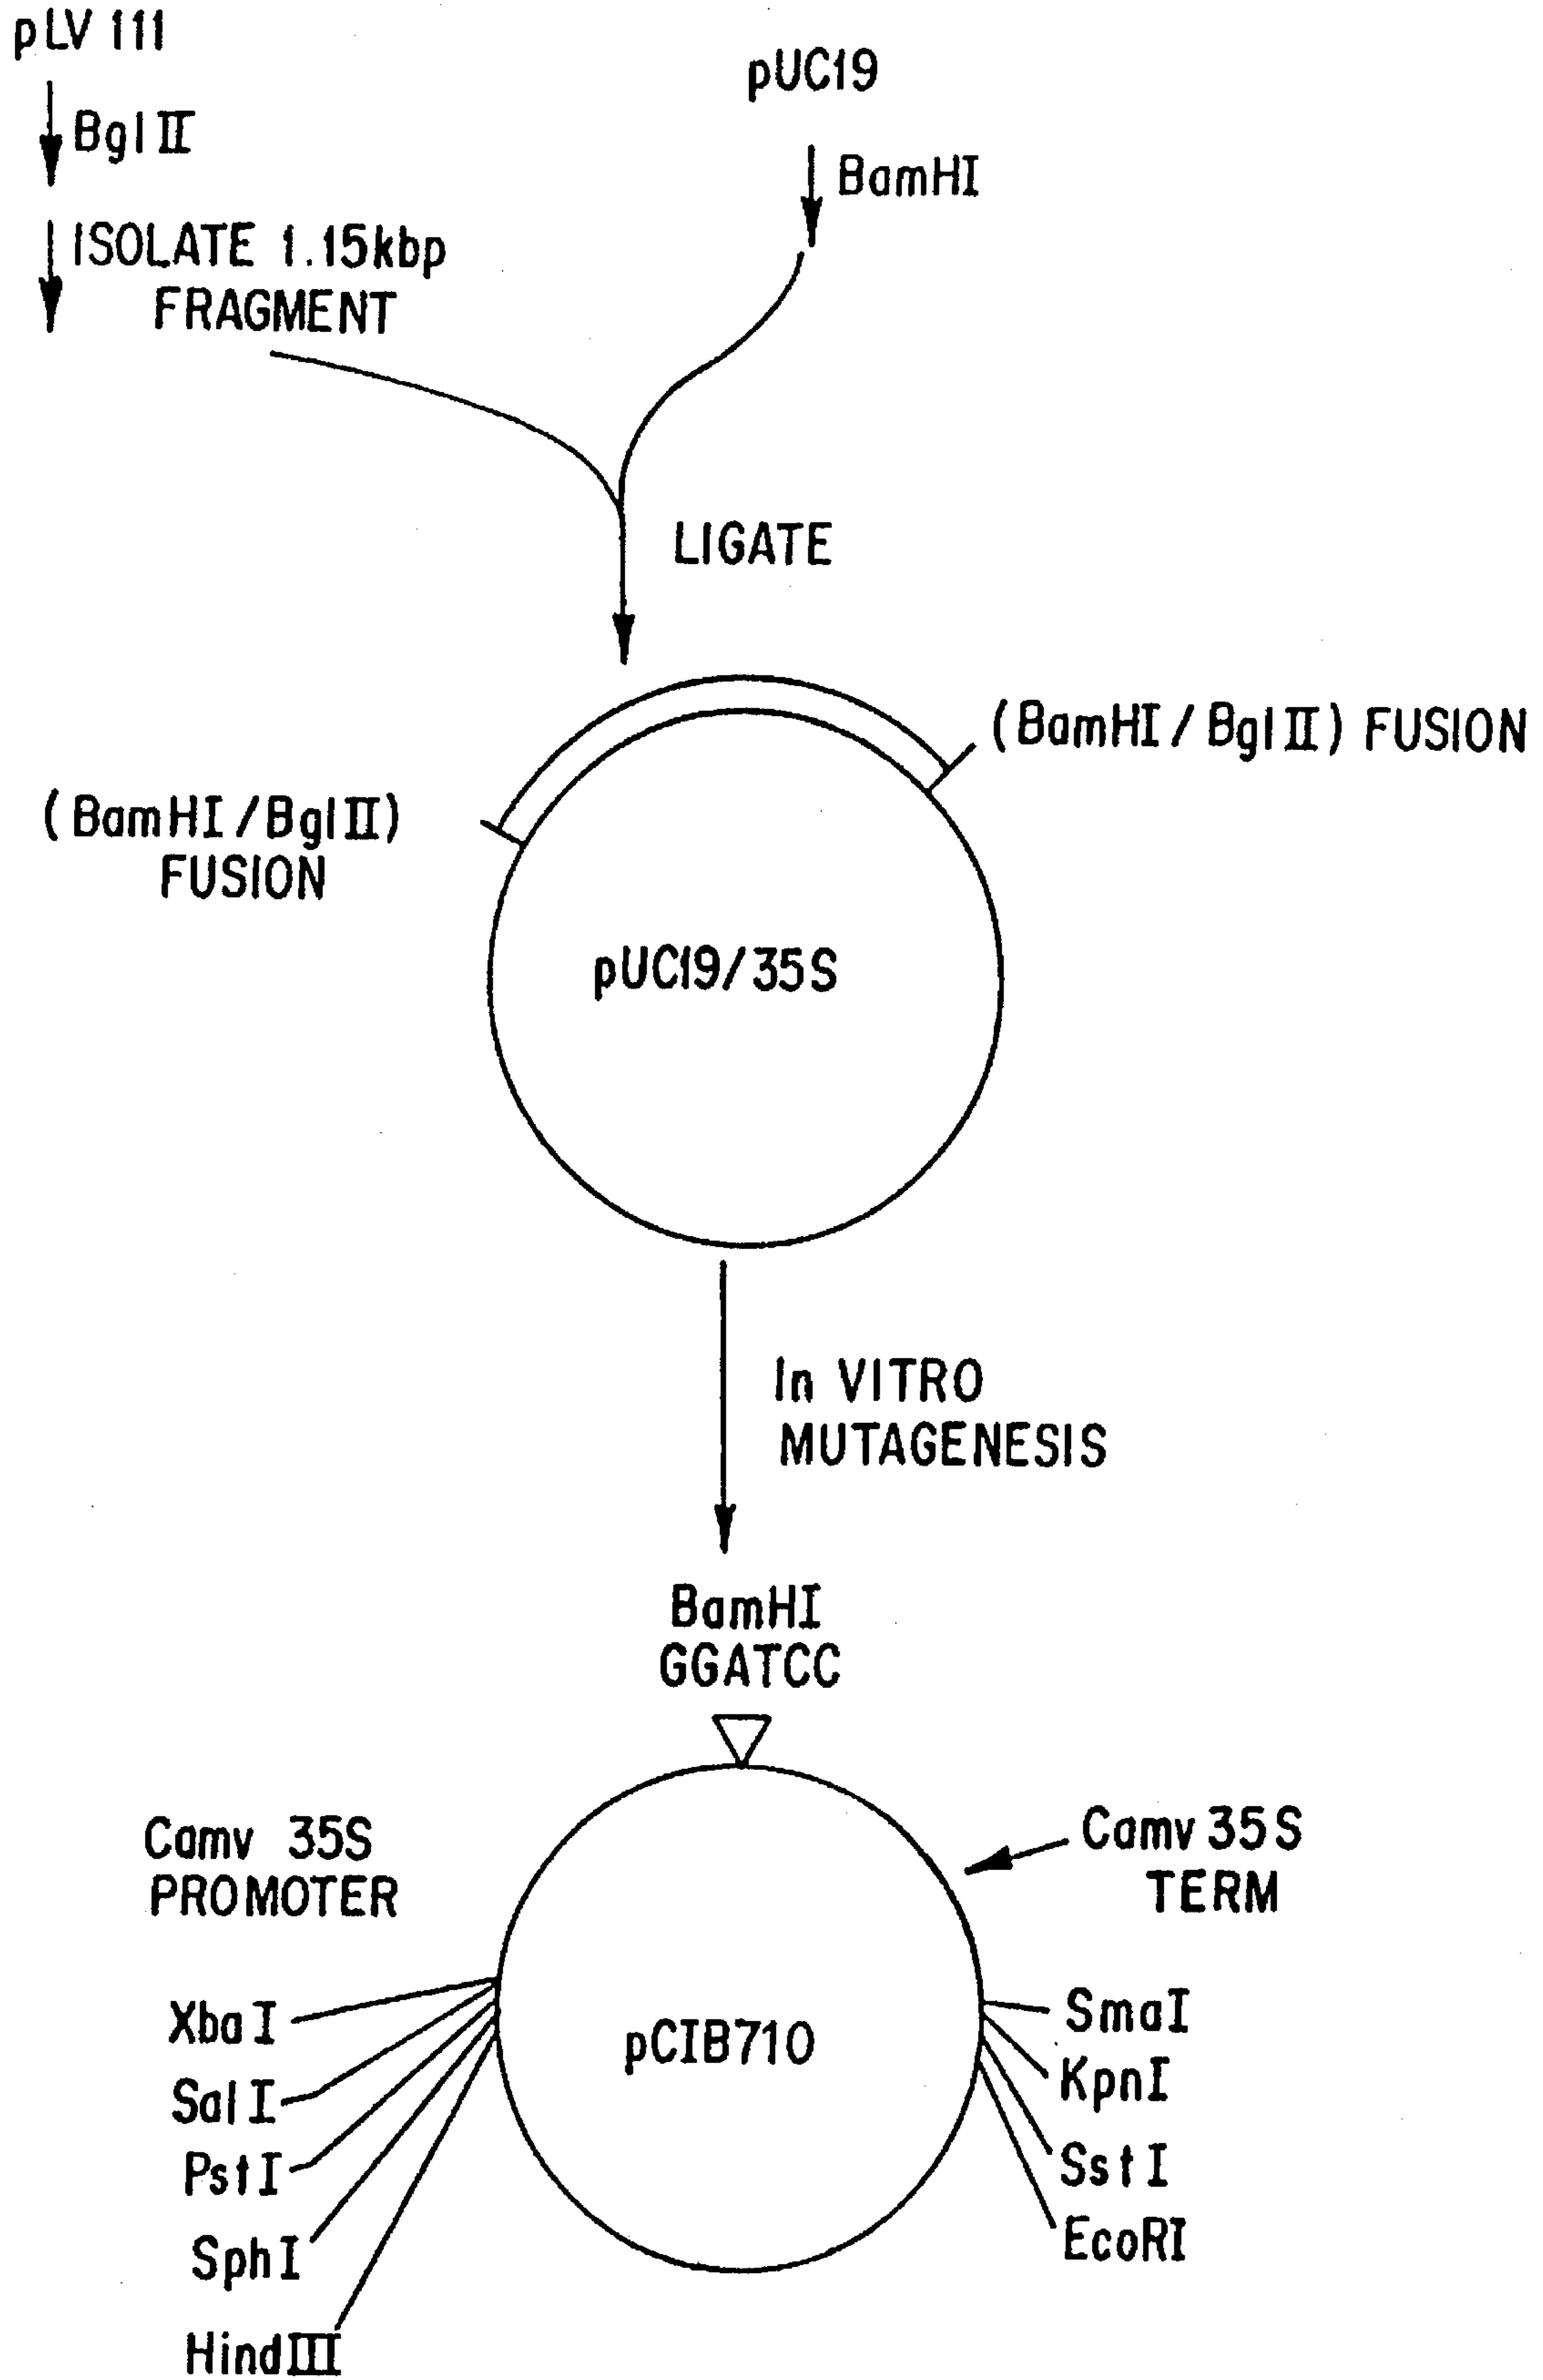 pLV 111
pUC19
BglII
BamHI
ISOLATE 1.15kbp
FRAGMENT
LIGATE
(BamHI/BglII) FUSION
(BamHI/BglII)
FUSION
pUC19/35S
In VITRO
MUTAGENESIS
BamHI
GGATCC
Camv 35S
PROMOTER
Camv 35S
TERM
XbaI
SalI
PstI
SphI
HindIII
pCIB710
SmaI
KpnI
SstI
EcoRI